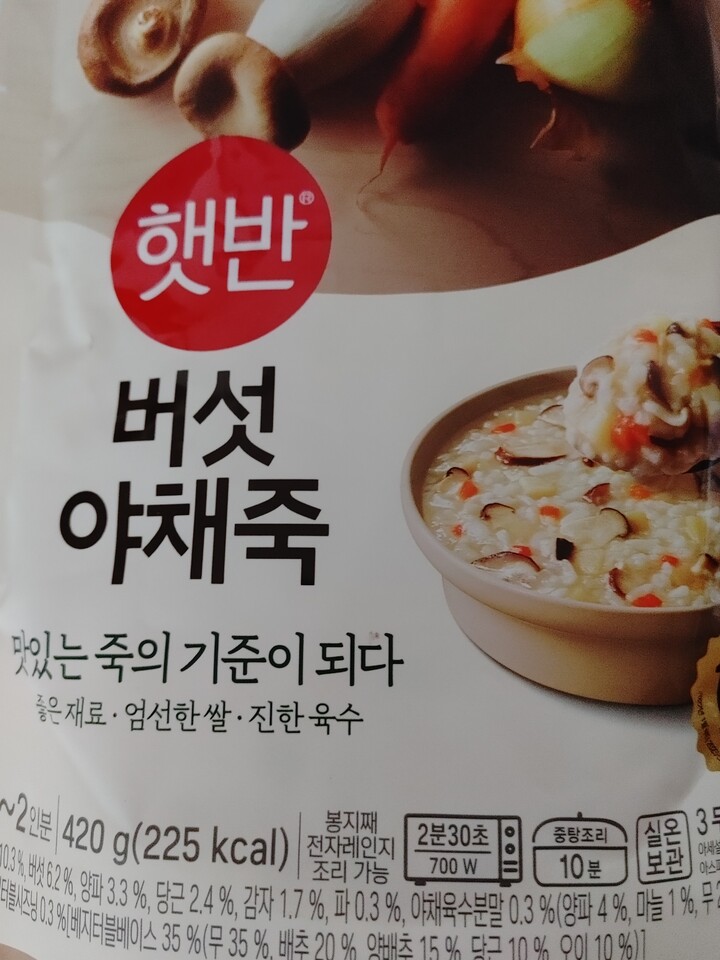 햇반®
버섯
야채죽
맛있는 죽의 기준이 되다
좋은 재료 · 엄선한 쌀 · 진한 육수
~2인분 420 g(225 kcal)
봉지째
전자레인지
조리 가능
2분30초
700 W
중탕조리
10분
실온
보관
10.3 %, 버섯 6.2 %, 양파 3.3 %, 당근 2.4 %, 감자 1.7 %, 파 0.3 %, 야채육수분말 0.3 %(양파 4 %, 마늘 1 %,
0.3 %[베지터블베이스 35 %(무 35 %, 배추 20 %, 양배추 15 %, 당근 10 %, 오이 10 %)]